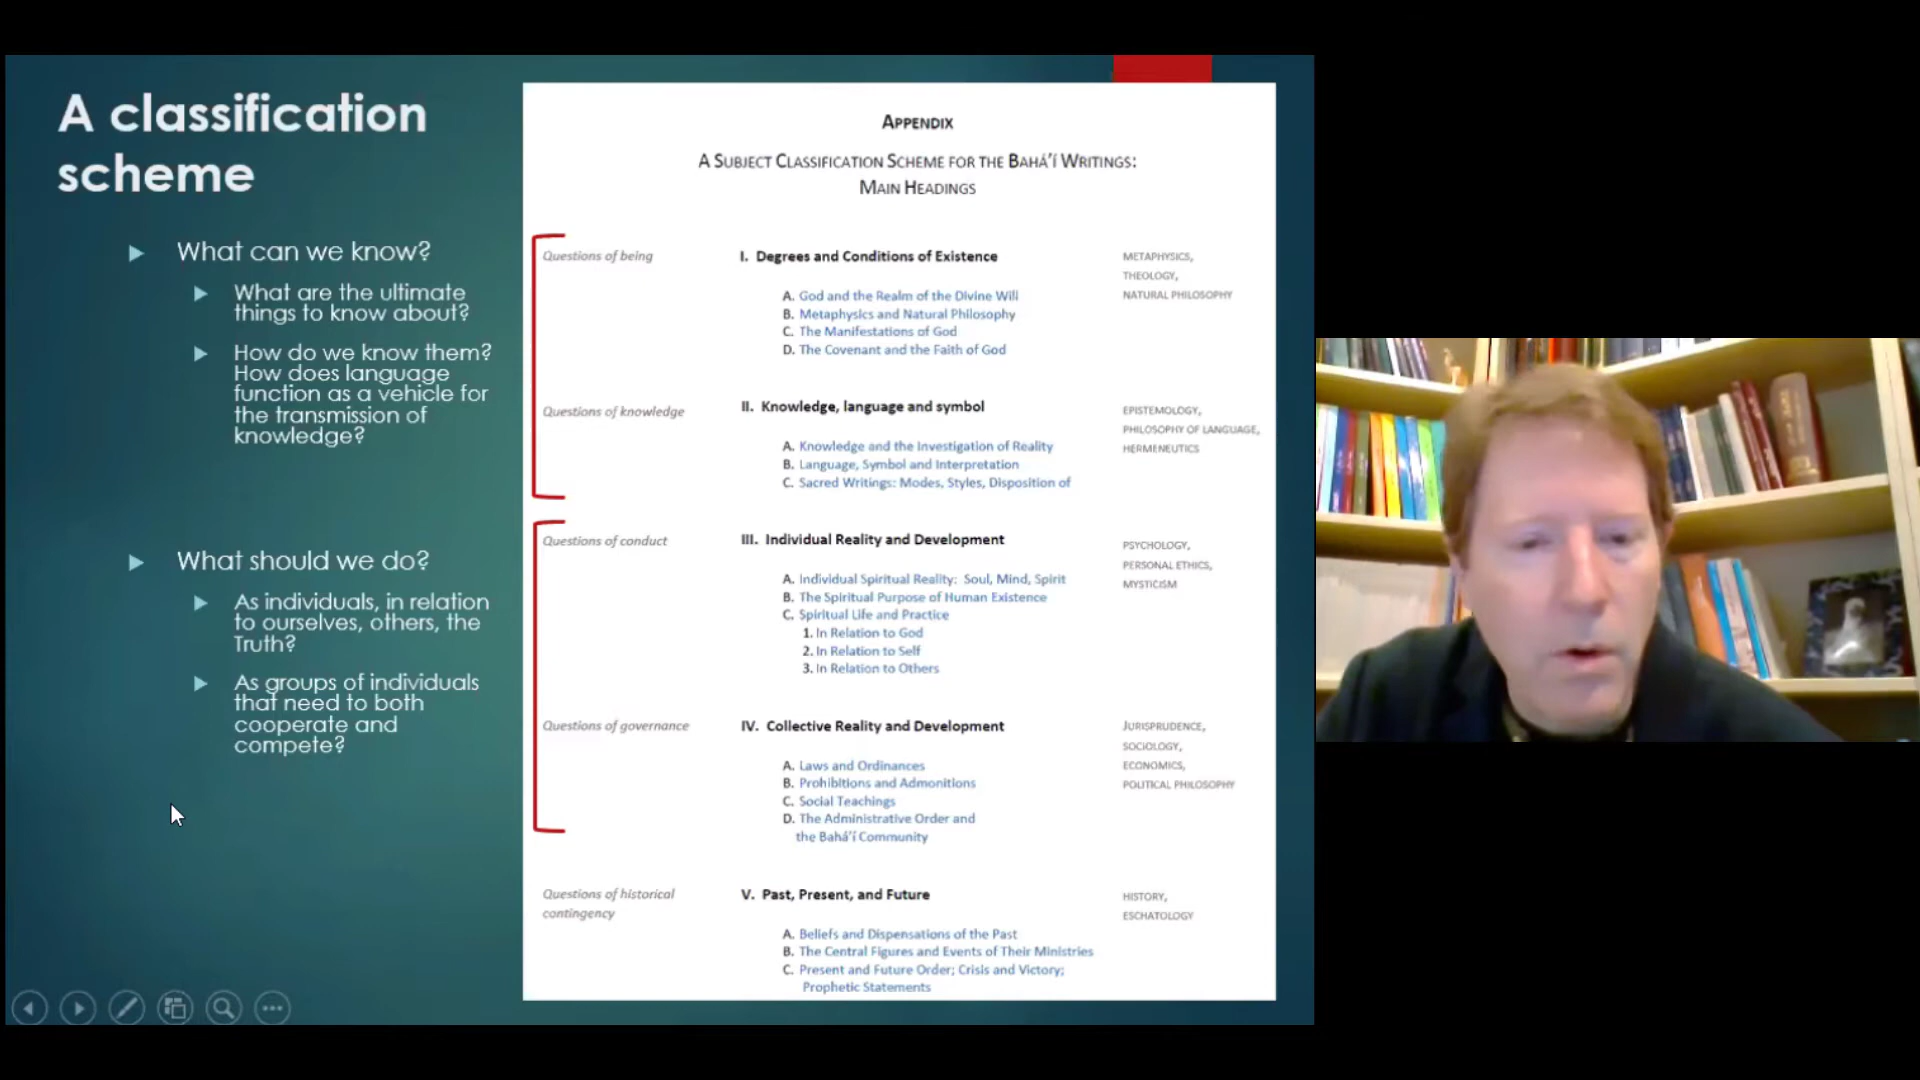 A classification
scheme
What can we know?
What are the ultimate
things to know about?
How do we know them?
How does language
function as a vehicle for
the transmission of
knowledge?
What should we do?
As individuals, in relation
to ourselves, others, the
Truth?
As groups of individuals
that need to both
cooperate and
compete?
APPENDIX
A SUBJECT CLASSIFICATION SCHEME FOR THE BAHÁ’Í WRITINGS:
MAIN HEADINGS
Questions of being
I. Degrees and Conditions of Existence
A. God and the Realm of the Divine Will
B. Metaphysics and Natural Philosophy
C. The Manifestations of God
D. The Covenant and the Faith of God
METAPHYSICS,
THEOLOGY,
NATURAL PHILOSOPHY
Questions of knowledge
II. Knowledge, language and symbol
A. Knowledge and the Investigation of Reality
B. Language, Symbol and Interpretation
C. Sacred Writings: Modes, Styles, Disposition of
EPISTEMOLOGY,
PHILOSOPHY OF LANGUAGE,
HERMENEUTICS
Questions of conduct
III. Individual Reality and Development
A. Individual Spiritual Reality: Soul, Mind, Spirit
B. The Spiritual Purpose of Human Existence
C. Spiritual Life and Practice
1. In Relation to God
2. In Relation to Self
3. In Relation to Others
PSYCHOLOGY,
PERSONAL ETHICS,
MYSTICISM
Questions of governance
IV. Collective Reality and Development
A. Laws and Ordinances
B. Prohibitions and Admonitions
C. Social Teachings
D. The Administrative Order and
the Bahá’í Community
JURISPRUDENCE,
SOCIOLOGY,
ECONOMICS,
POLITICAL PHILOSOPHY
Questions of historical
contingency
V. Past, Present, and Future
A. Beliefs and Dispensations of the Past
B. The Central Figures and Events of Their Ministries
C. Present and Future Order; Crisis and Victory;
Prophetic Statements
HISTORY,
ESCHATOLOGY